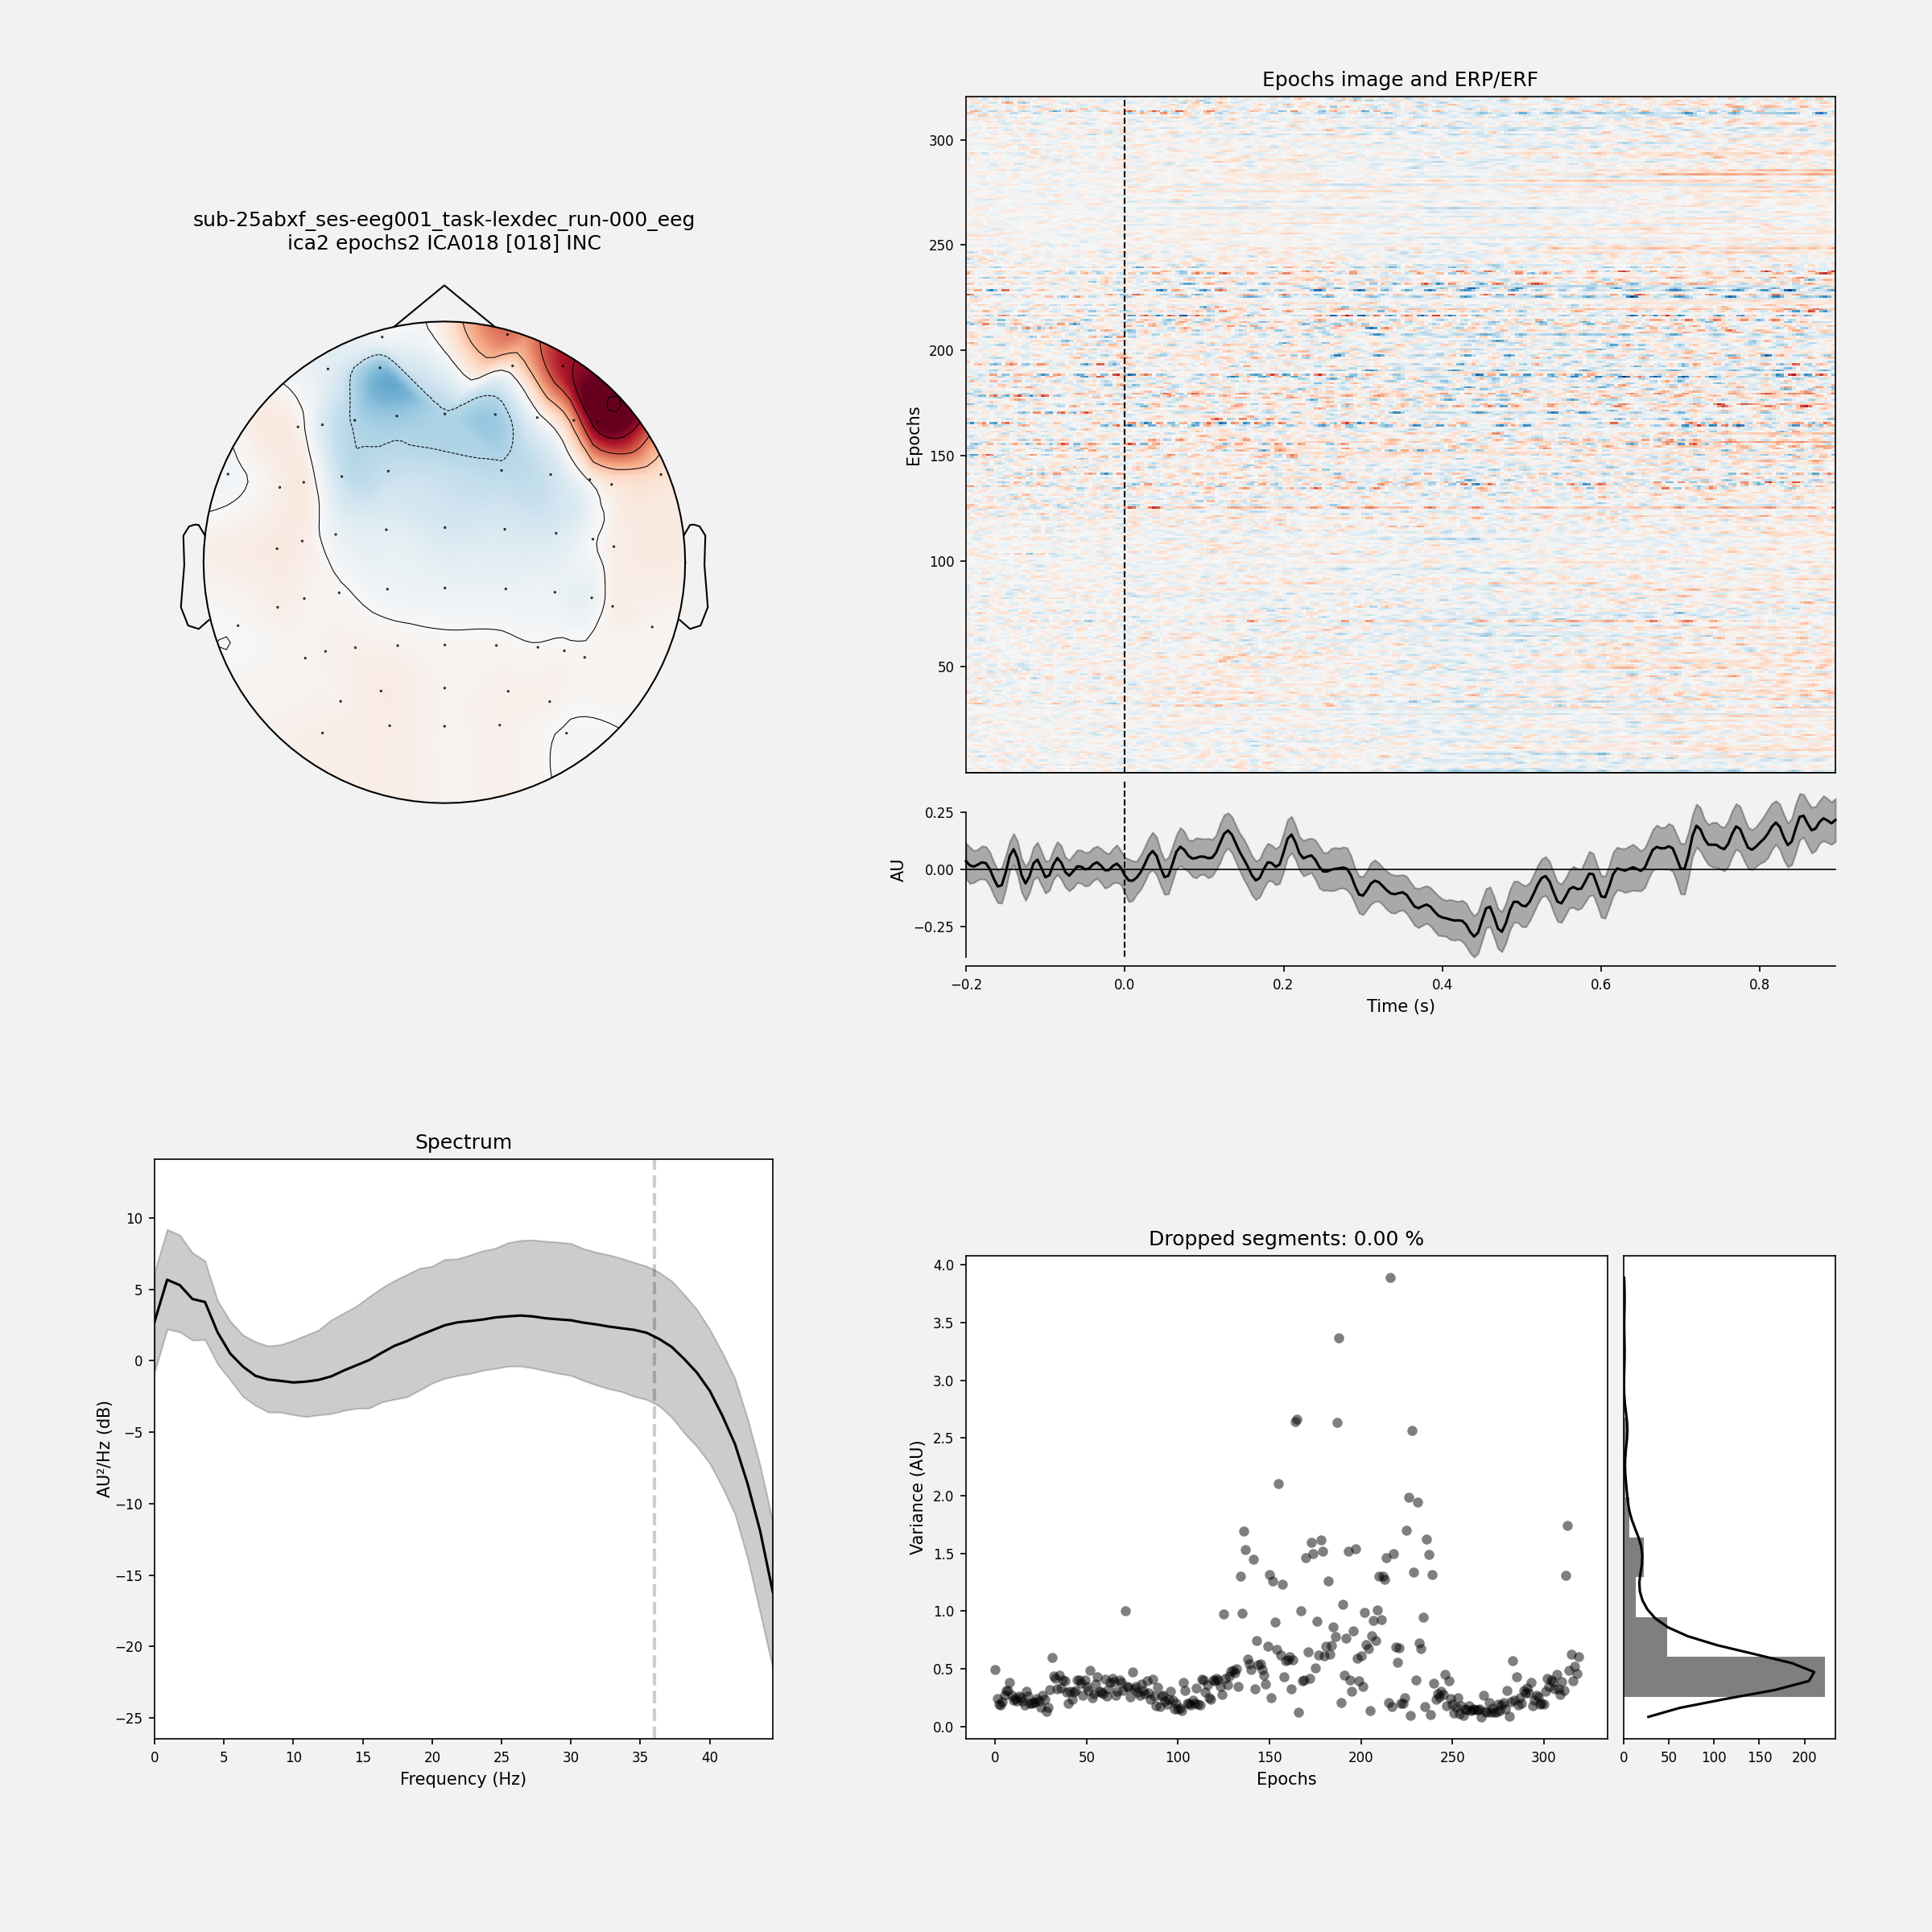 sub-25abxf_ses-eeg001_task-lexdec_run-000_eeg
ica2 epochs2 ICA018 [018] INC
Epochs image and ERP/ERF
300
250
200
150
100
50
Epochs
0.25
0.00
−0.25
AU
−0.2 0.0 0.2 0.4 0.6 0.8
Time (s)
Spectrum
10
5
0
−5
−10
−15
−20
−25
AU²/Hz (dB)
0 5 10 15 20 25 30 35 40
Frequency (Hz)
Dropped segments: 0.00 %
4.0
3.5
3.0
2.5
2.0
1.5
1.0
0.5
0.0
Variance (AU)
0 50 100 150 200 250 300
Epochs
0 50 100 150 200